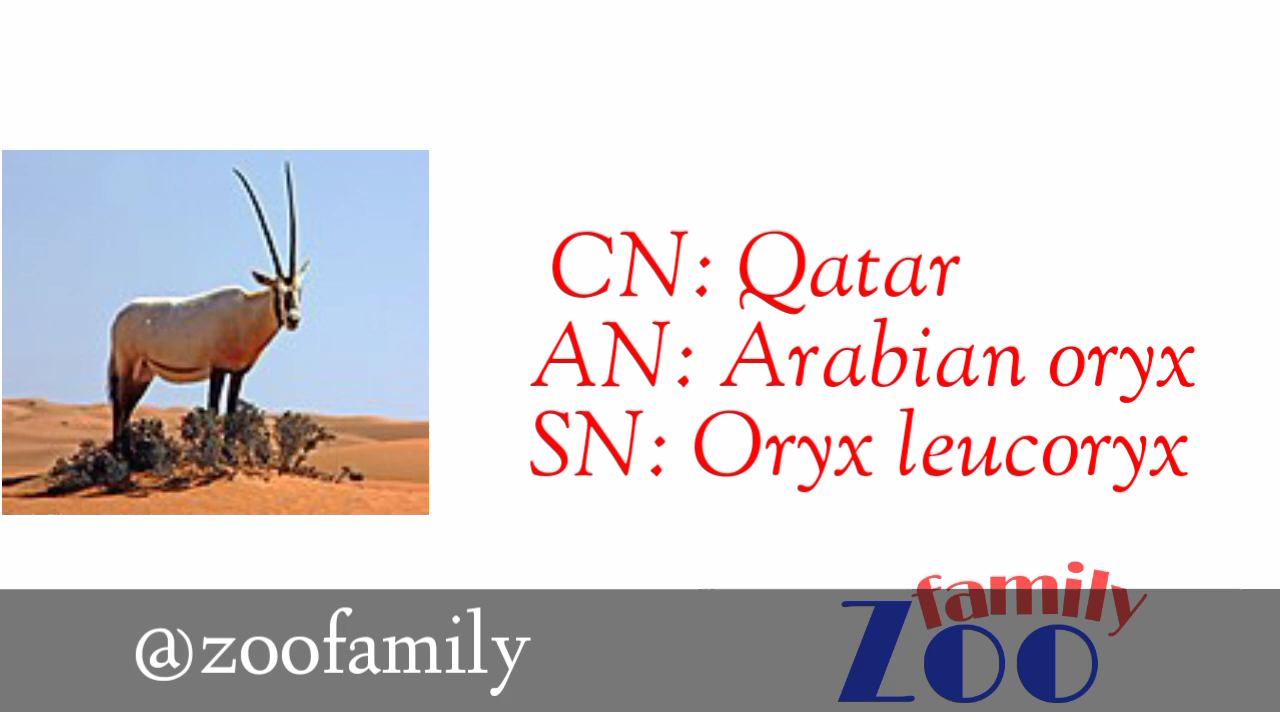 CN: Qatar
AN: Arabian oryx
SN: Oryx leucoryx
@zoofamily
family
Zoo